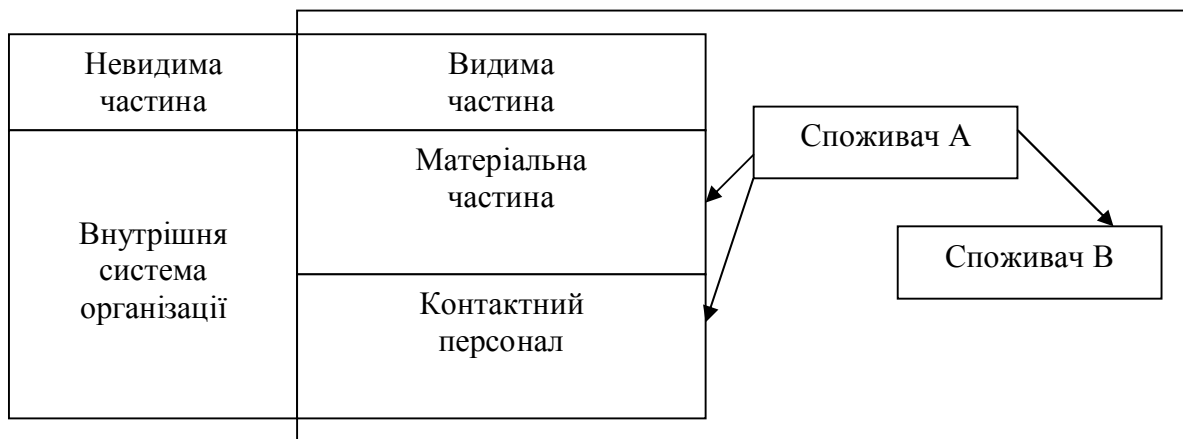 Невидима
частина
Видима
частина
Споживач А
Матеріальна
частина
Внутрішня
система
організації
Споживач В
Контактний
персонал